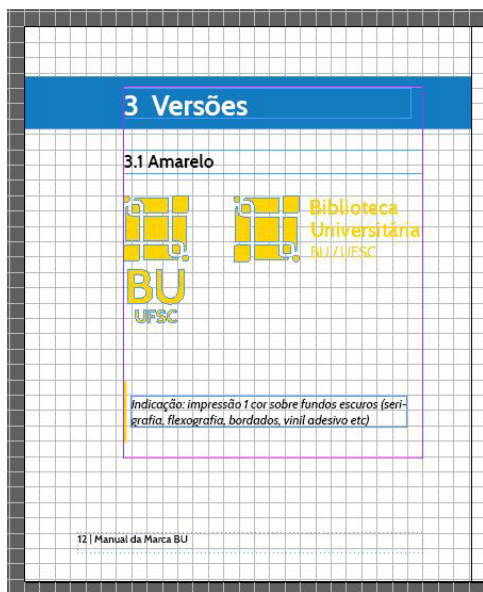 3 Versões
3.1 Amarelo
BU
UFSC
Biblioteca
Universitária
BU/UFSC
Indicação: impressão 1 cor sobre fundos escuros (seri-
grafia, flexografia, bordados, vinil adesivo etc)
12 | Manual da Marca BU